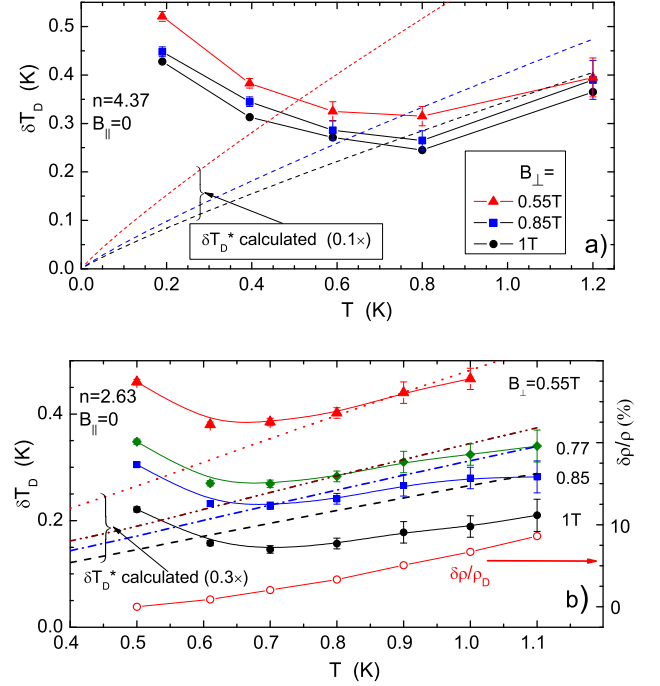 0.5
0.4
0.3
0.2
0.1
0.0
δT_D (K)
n=4.37
B_||=0
B_⊥=
0.55T
0.85T
1T
δT_D* calculated (0.1×)
a)
0.0 0.2 0.4 0.6 0.8 1.0 1.2
T (K)
n=2.63
B_||=0
B_⊥=0.55T
0.77
0.85
1T
0.4
0.2
0.0
δT_D (K)
δT_D* calculated (0.3×)
δρ/ρ_D
δρ/ρ (%)
10
0
b)
0.4 0.5 0.6 0.7 0.8 0.9 1.0 1.1
T (K)